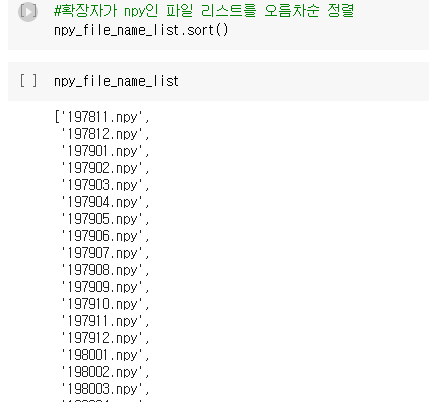 #확장자가 npy인 파일 리스트를 오름차순 정렬
npy_file_name_list.sort()
[ ] npy_file_name_list
['197811.npy',
'197812.npy',
'197901.npy',
'197902.npy',
'197903.npy',
'197904.npy',
'197905.npy',
'197906.npy',
'197907.npy',
'197908.npy',
'197909.npy',
'197910.npy',
'197911.npy',
'197912.npy',
'198001.npy',
'198002.npy',
'198003.npy',